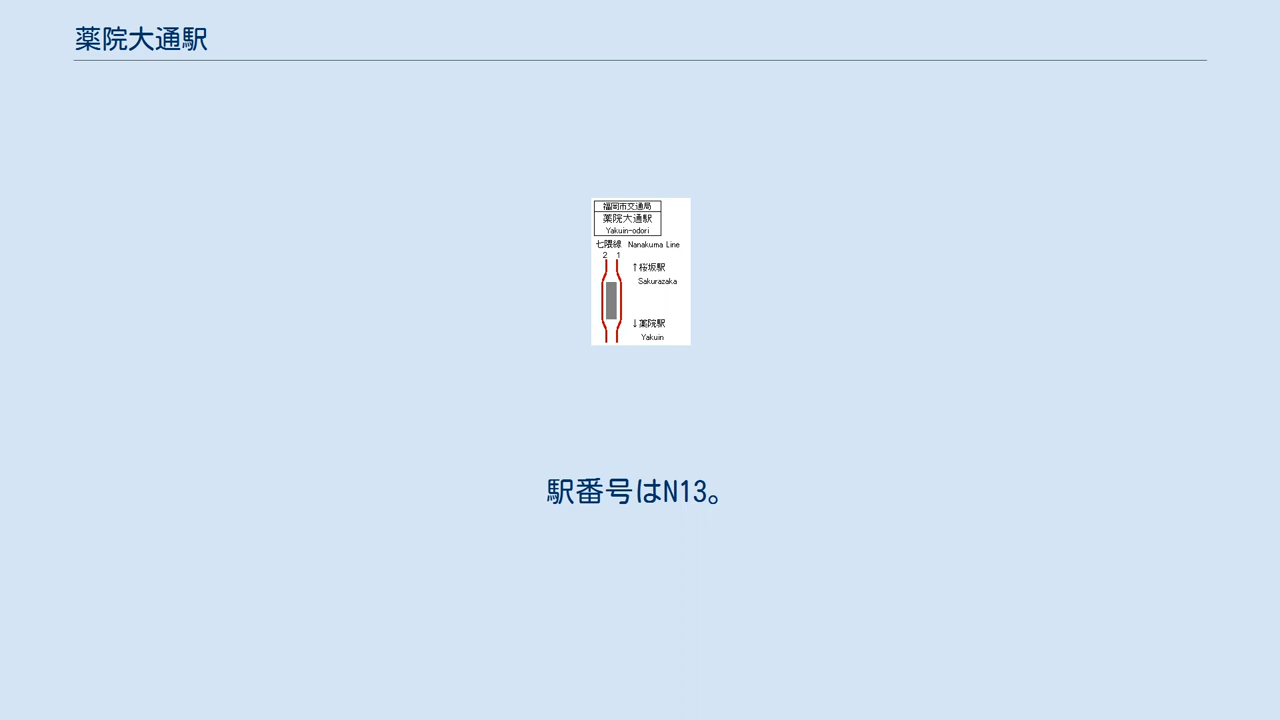 薬院大通駅
福岡市交通局
薬院大通駅
Yakuin-odori
七隈線 Nanakuma Line
2 1
↑桜坂駅
Sakurazaka
↓薬院駅
Yakuin
駅番号はN13。